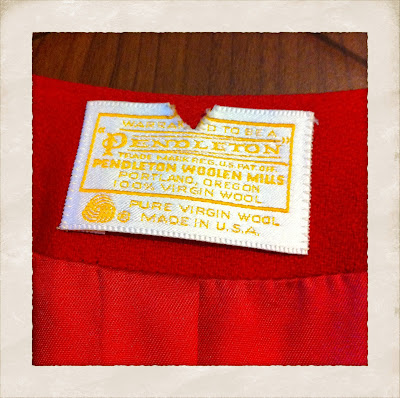 TO BE A
"PENDLETON"
TRADE MARK REG. U.S. PAT. OFF.
PENDLETON WOOLEN MILLS
PORTLAND, OREGON
100% VIRGIN WOOL
PURE VIRGIN WOOL
® MADE IN U.S.A.